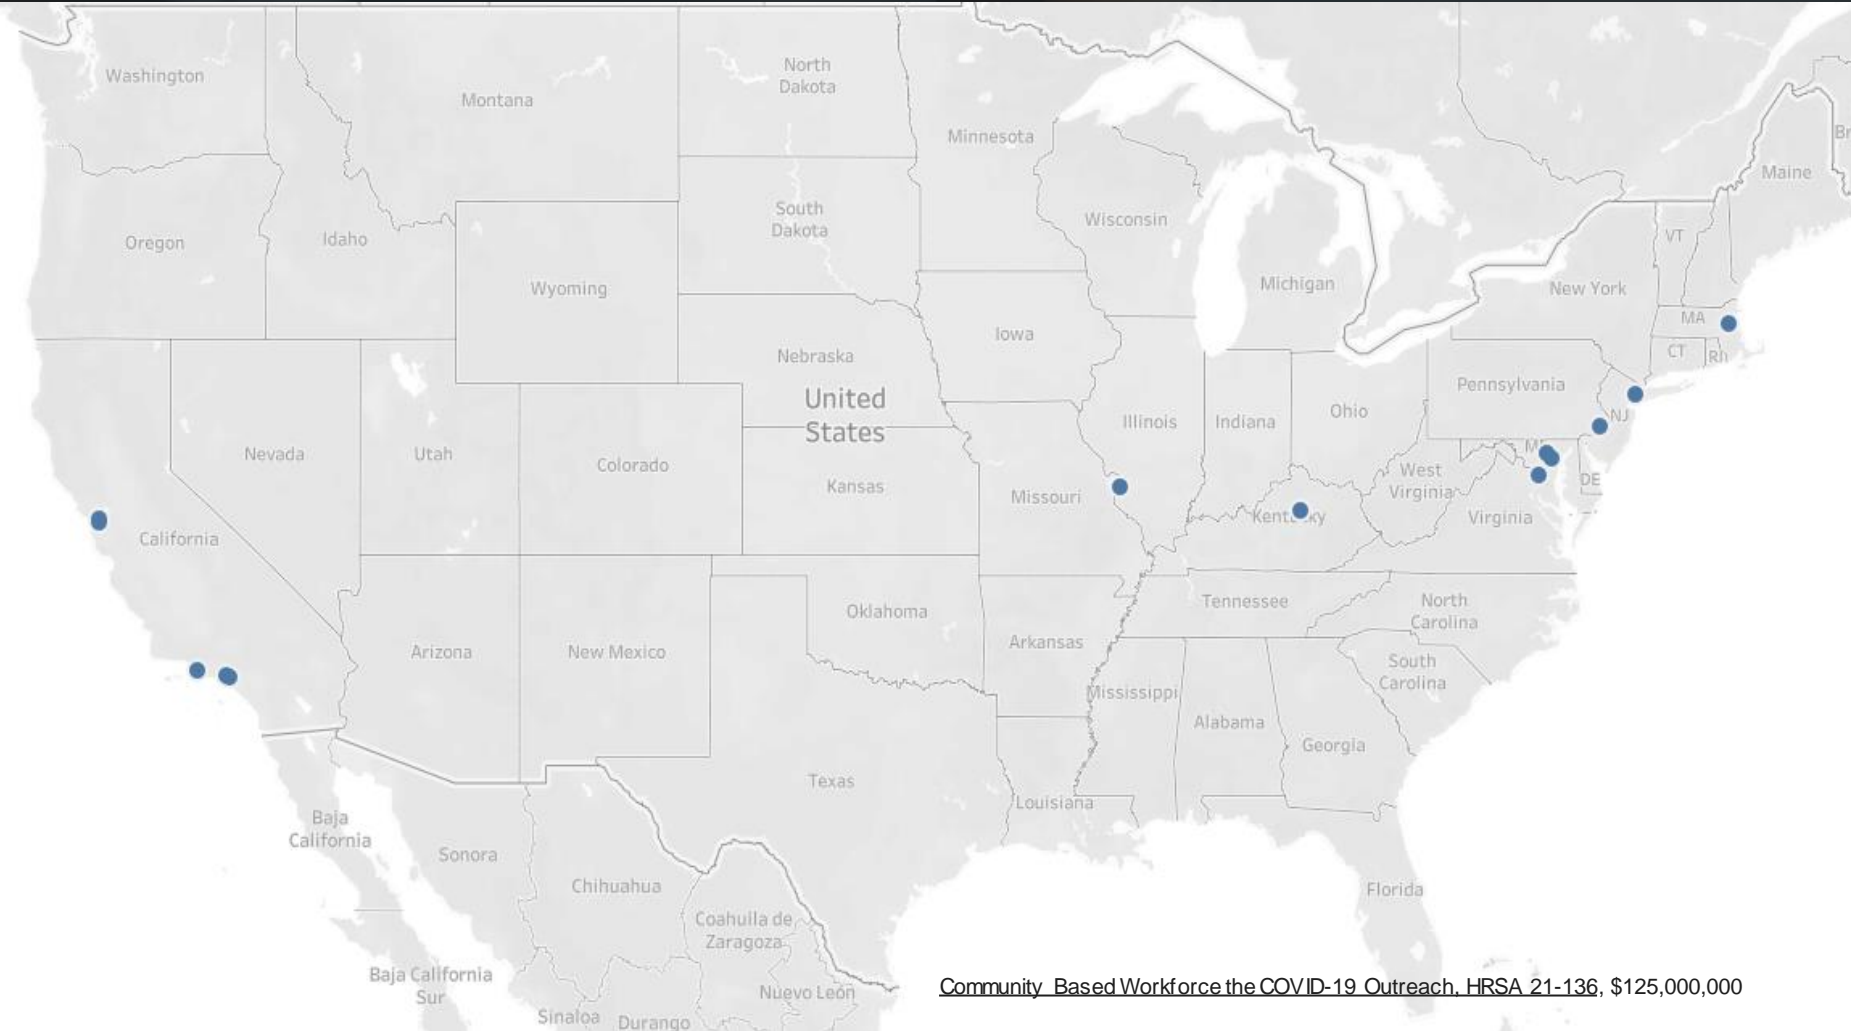 Washington
Montana
North
Dakota
Minnesota
Maine
Br
Oregon
Idaho
South
Dakota
Wisconsin
VT
Wyoming
Michigan
New York
MA
Iowa
Nebraska
CT
Rh
Pennsylvania
United
States
Illinois
Indiana
Ohio
NJ
Nevada
Utah
Colorado
Kansas
Missouri
West
Virginia
DE
California
Virginia
Oklahoma
Tennessee
North
Carolina
Arizona
New Mexico
Arkansas
South
Carolina
Mississippi
Alabama
Georgia
Texas
Louisiana
Baja
California
Sonora
Chihuahua
Florida
Coahuila de
Zaragoza
Baja California
Sur
Nuevo León
Sinaloa
Durango
Community Based Workforce the COVID-19 Outreach, HRSA 21-136, $125,000,000